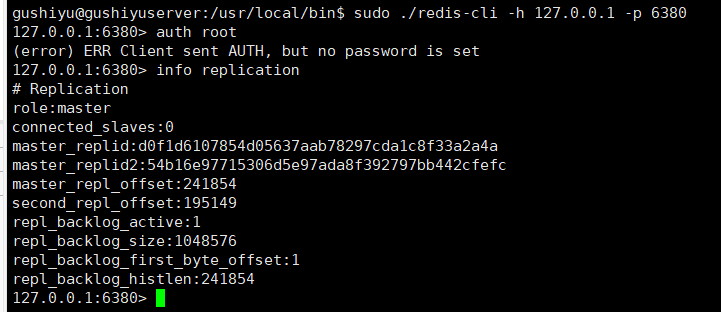 gushiyu@gushiyuserver:/usr/local/bin$ sudo ./redis-cli -h 127.0.0.1 -p 6380
127.0.0.1:6380> auth root
(error) ERR Client sent AUTH, but no password is set
127.0.0.1:6380> info replication
# Replication
role:master
connected_slaves:0
master_replid:d0f1d6107854d05637aab78297cda1c8f33a2a4a
master_replid2:54b16e97715306d5e97ada8f392797bb442cfefc
master_repl_offset:241854
second_repl_offset:195149
repl_backlog_active:1
repl_backlog_size:1048576
repl_backlog_first_byte_offset:1
repl_backlog_histlen:241854
127.0.0.1:6380>